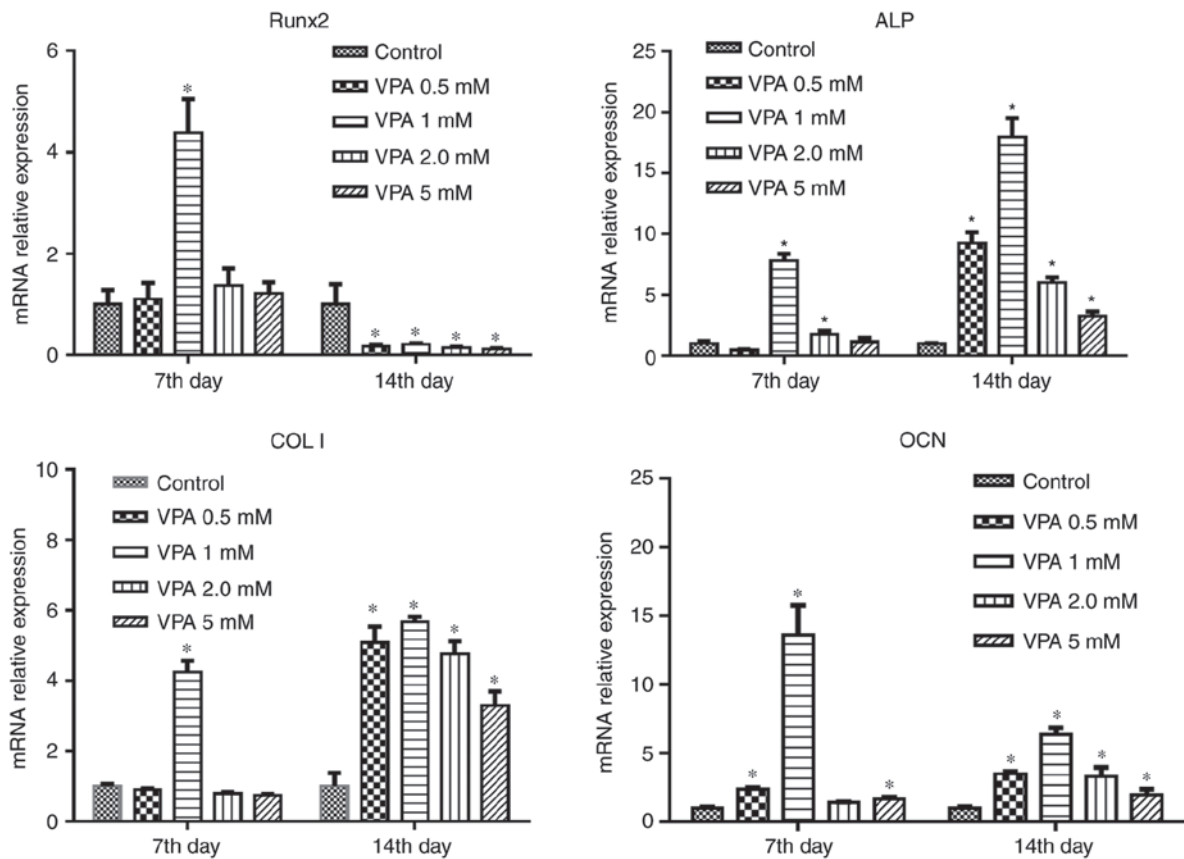 Runx2
mRNA relative expression
6
4
2
0
Control
VPA 0.5 mM
VPA 1 mM
VPA 2.0 mM
VPA 5 mM
*
* * * *
7th day 14th day
ALP
mRNA relative expression
25
20
15
10
5
0
Control
VPA 0.5 mM
VPA 1 mM
VPA 2.0 mM
VPA 5 mM
* *
* * * *
7th day 14th day
COL I
mRNA relative expression
10
8
6
4
2
0
Control
VPA 0.5 mM
VPA 1 mM
VPA 2.0 mM
VPA 5 mM
*
* * * *
7th day 14th day
OCN
mRNA relative expression
25
20
15
10
5
0
Control
VPA 0.5 mM
VPA 1 mM
VPA 2.0 mM
VPA 5 mM
* * *
* * * *
7th day 14th day